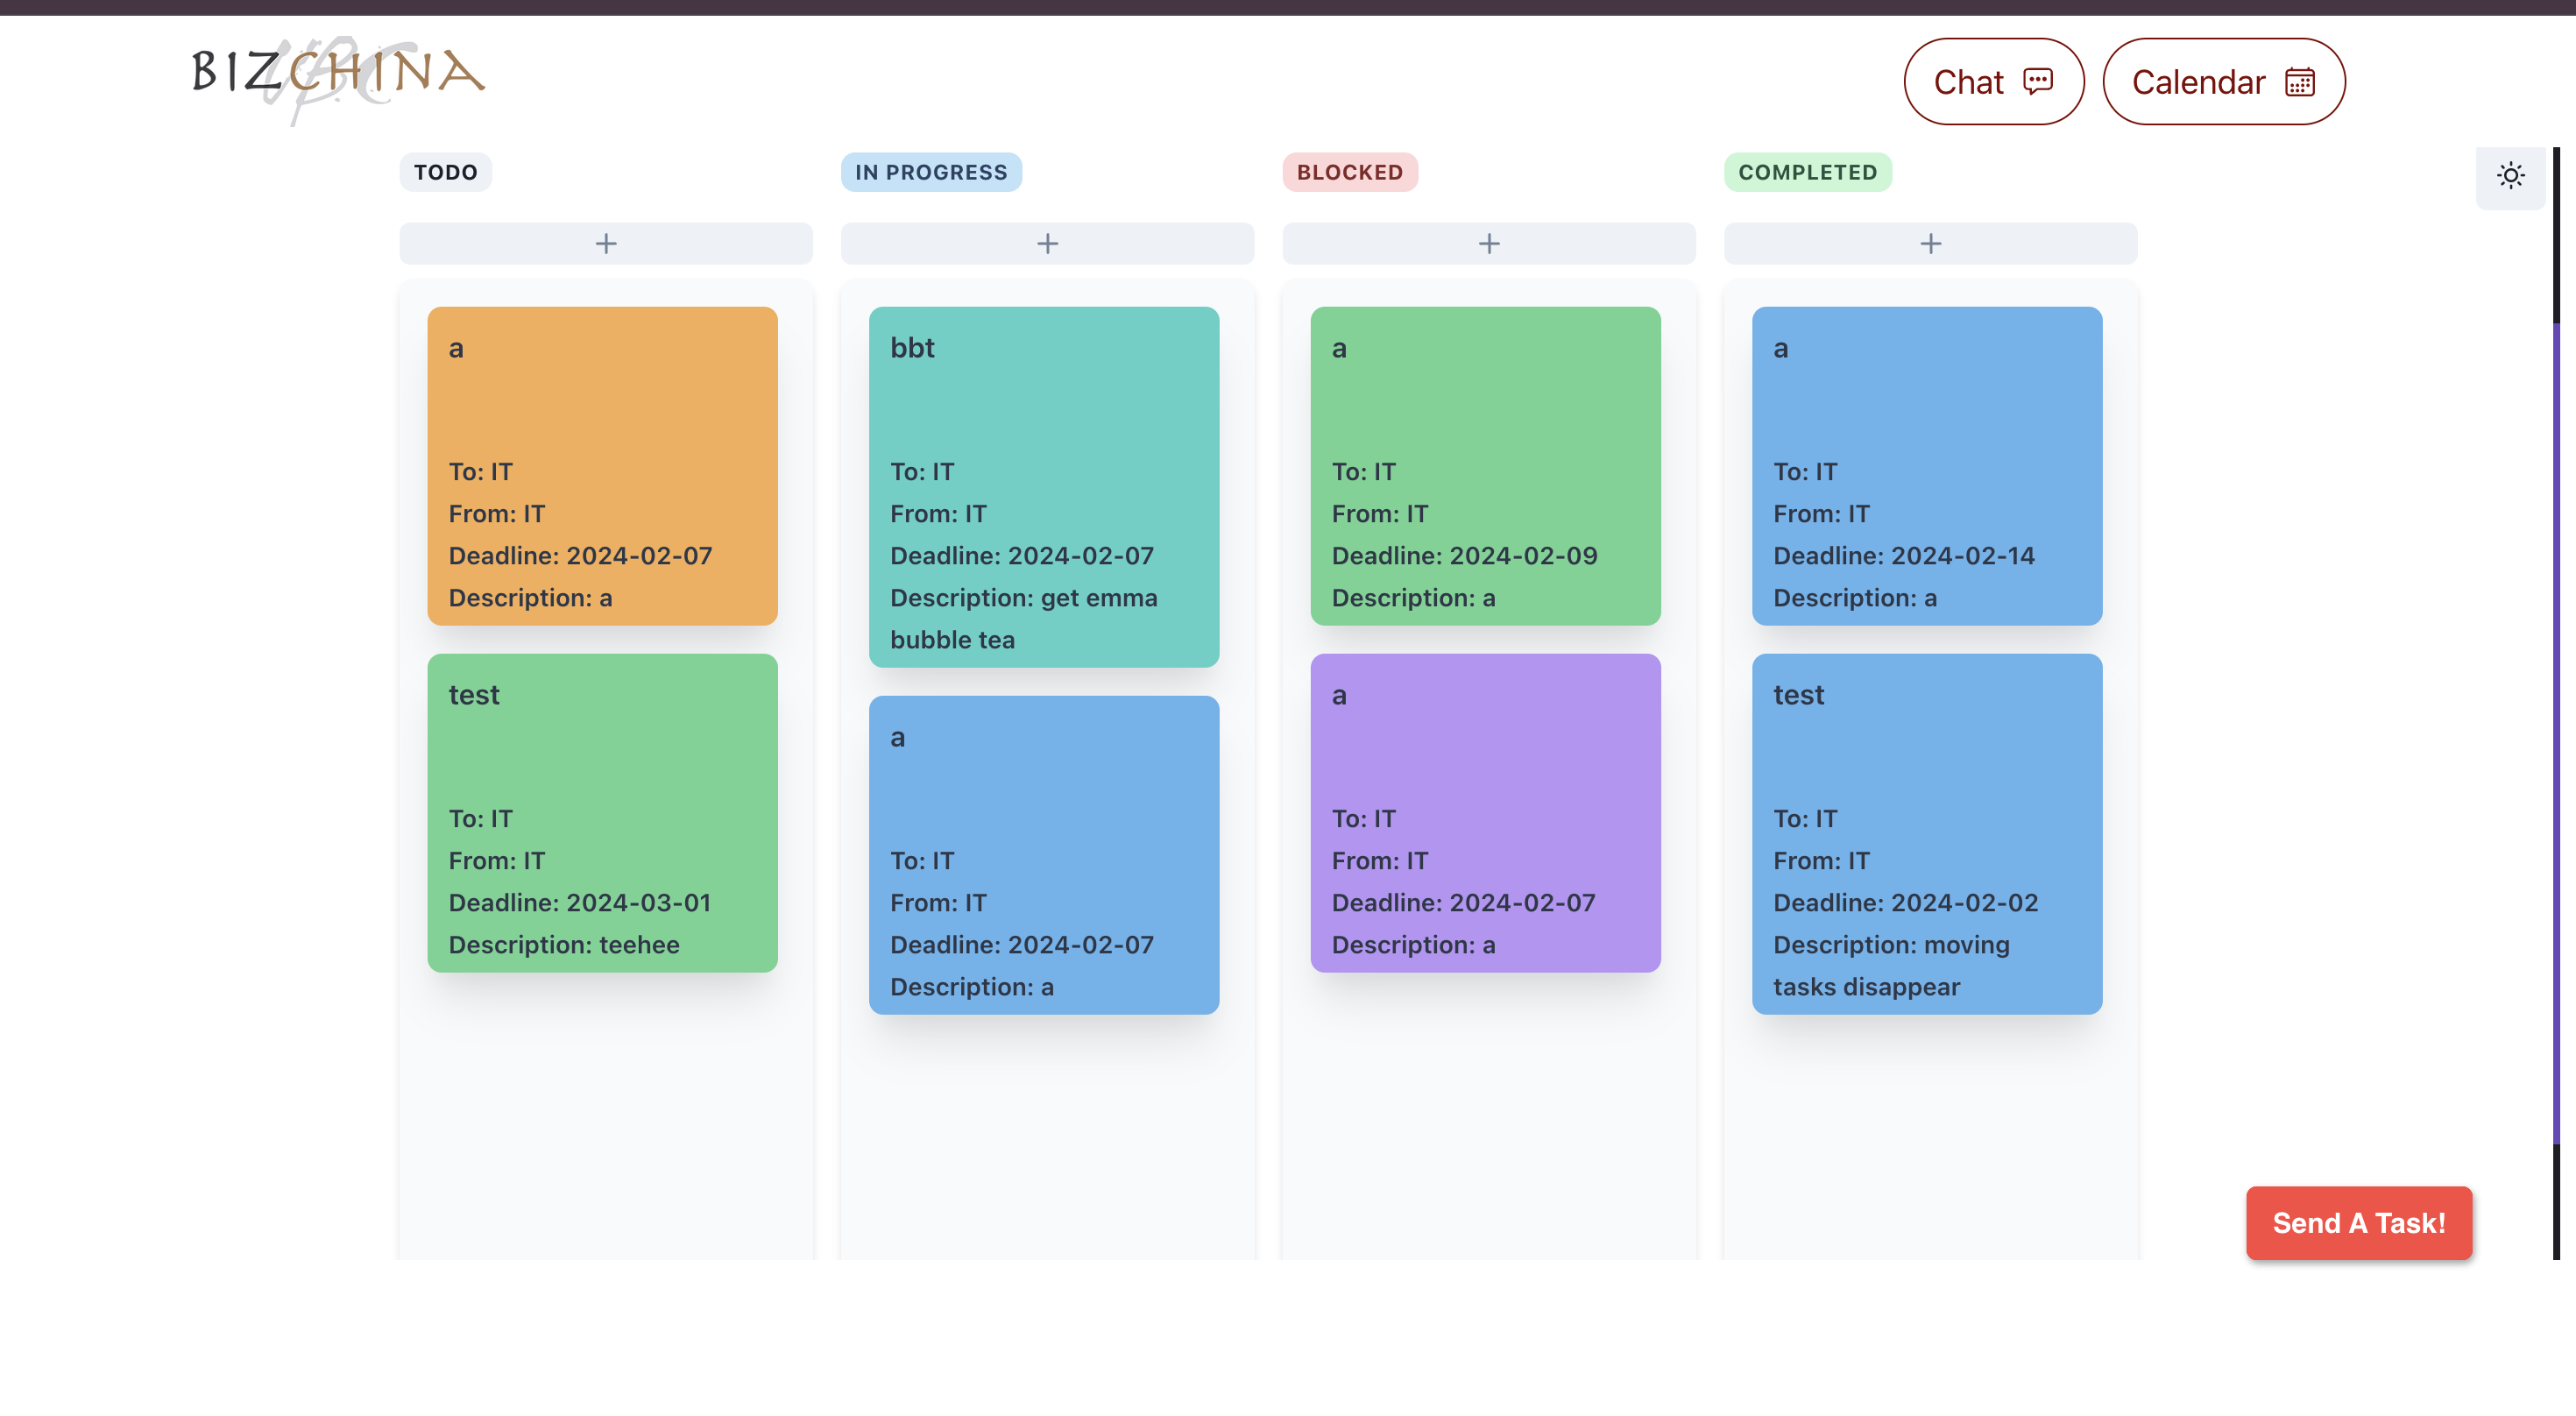 BIZCHINA
UBC
Chat
Calendar
TODO
IN PROGRESS
BLOCKED
COMPLETED
+
+
+
+
a
To: IT
From: IT
Deadline: 2024-02-07
Description: a
test
To: IT
From: IT
Deadline: 2024-03-01
Description: teehee
bbt
To: IT
From: IT
Deadline: 2024-02-07
Description: get emma
bubble tea
a
To: IT
From: IT
Deadline: 2024-02-07
Description: a
a
To: IT
From: IT
Deadline: 2024-02-09
Description: a
a
To: IT
From: IT
Deadline: 2024-02-07
Description: a
a
To: IT
From: IT
Deadline: 2024-02-14
Description: a
test
To: IT
From: IT
Deadline: 2024-02-02
Description: moving
tasks disappear
Send A Task!